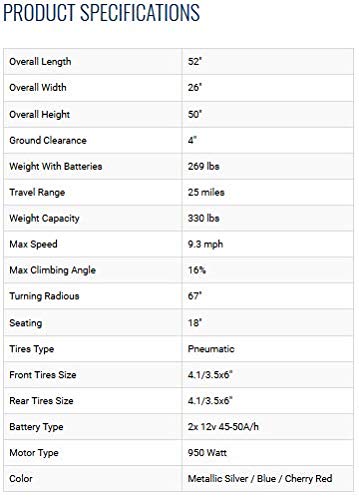 PRODUCT SPECIFICATIONS
Overall Length 52"
Overall Width 26"
Overall Height 50"
Ground Clearance 4"
Weight With Batteries 269 lbs
Travel Range 25 miles
Weight Capacity 330 lbs
Max Speed 9.3 mph
Max Climbing Angle 16%
Turning Radious 67"
Seating 18"
Tires Type Pneumatic
Front Tires Size 4.1/3.5x6"
Rear Tires Size 4.1/3.5x6"
Battery Type 2x 12v 45-50A/h
Motor Type 950 Watt
Color Metallic Silver / Blue / Cherry Red